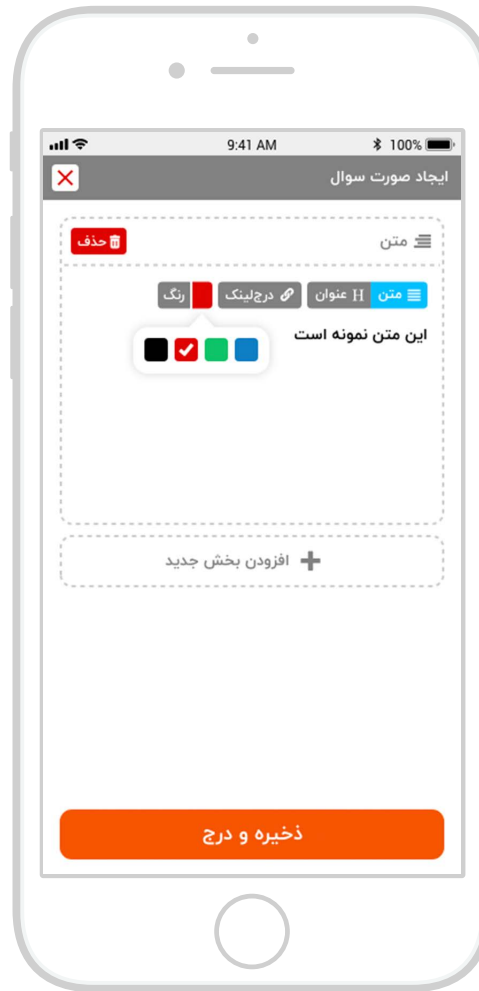 9:41 AM 100%
ایجاد صورت سوال
متن حذف
متن H عنوان درج‌لینک رنگ
این متن نمونه است
افزودن بخش جدید
ذخیره و درج